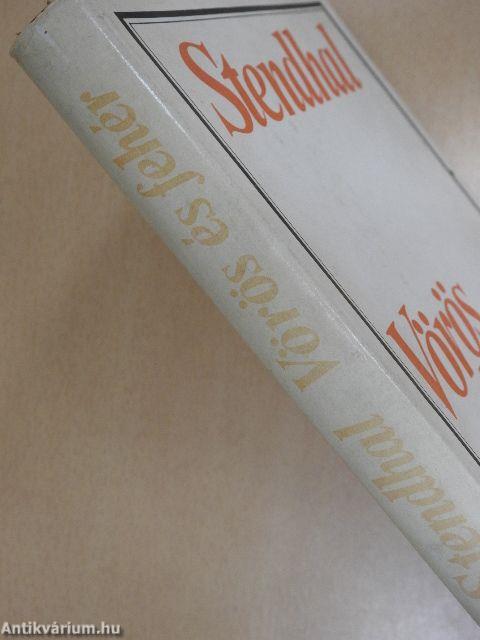 Stendhal
Vörös
Stendhal Vörös és fehér
Antikvárium.hu